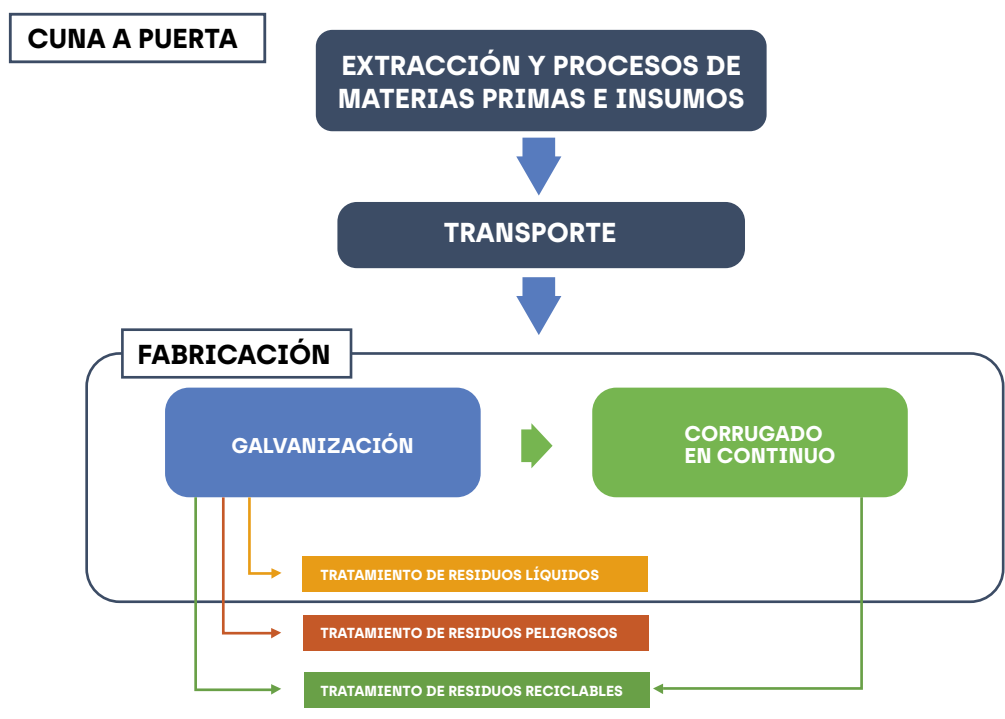 CUNA A PUERTA
EXTRACCIÓN Y PROCESOS DE
MATERIAS PRIMAS E INSUMOS
TRANSPORTE
FABRICACIÓN
GALVANIZACIÓN
CORRUGADO
EN CONTINUO
TRATAMIENTO DE RESIDUOS LÍQUIDOS
TRATAMIENTO DE RESIDUOS PELIGROSOS
TRATAMIENTO DE RESIDUOS RECICLABLES